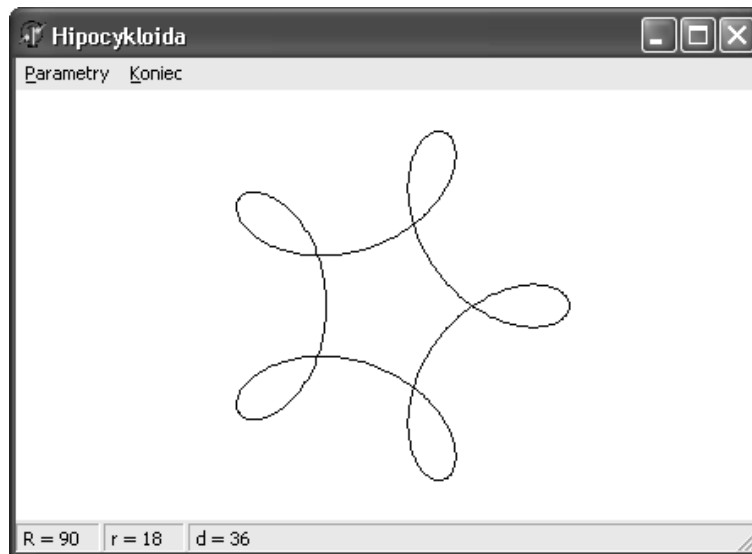 Hipocykloida
Parametry Koniec
R = 90 r = 18 d = 36